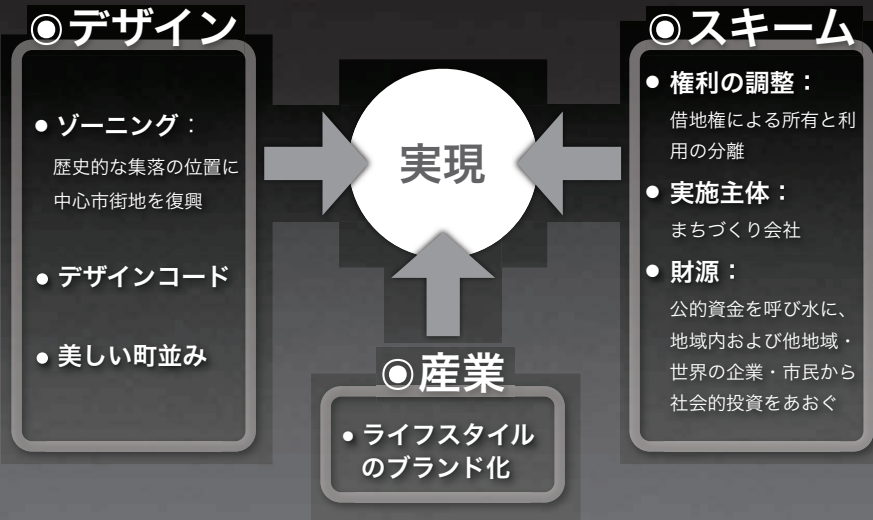 ◉デザイン
● ゾーニング：
歴史的な集落の位置に
中心市街地を復興
● デザインコード
● 美しい町並み
実現
◉産業
● ライフスタイル
のブランド化
◉スキーム
● 権利の調整：
借地権による所有と利
用の分離
● 実施主体：
まちづくり会社
● 財源：
公的資金を呼び水に、
地域内および他地域・
世界の企業・市民から
社会的投資をあおぐ